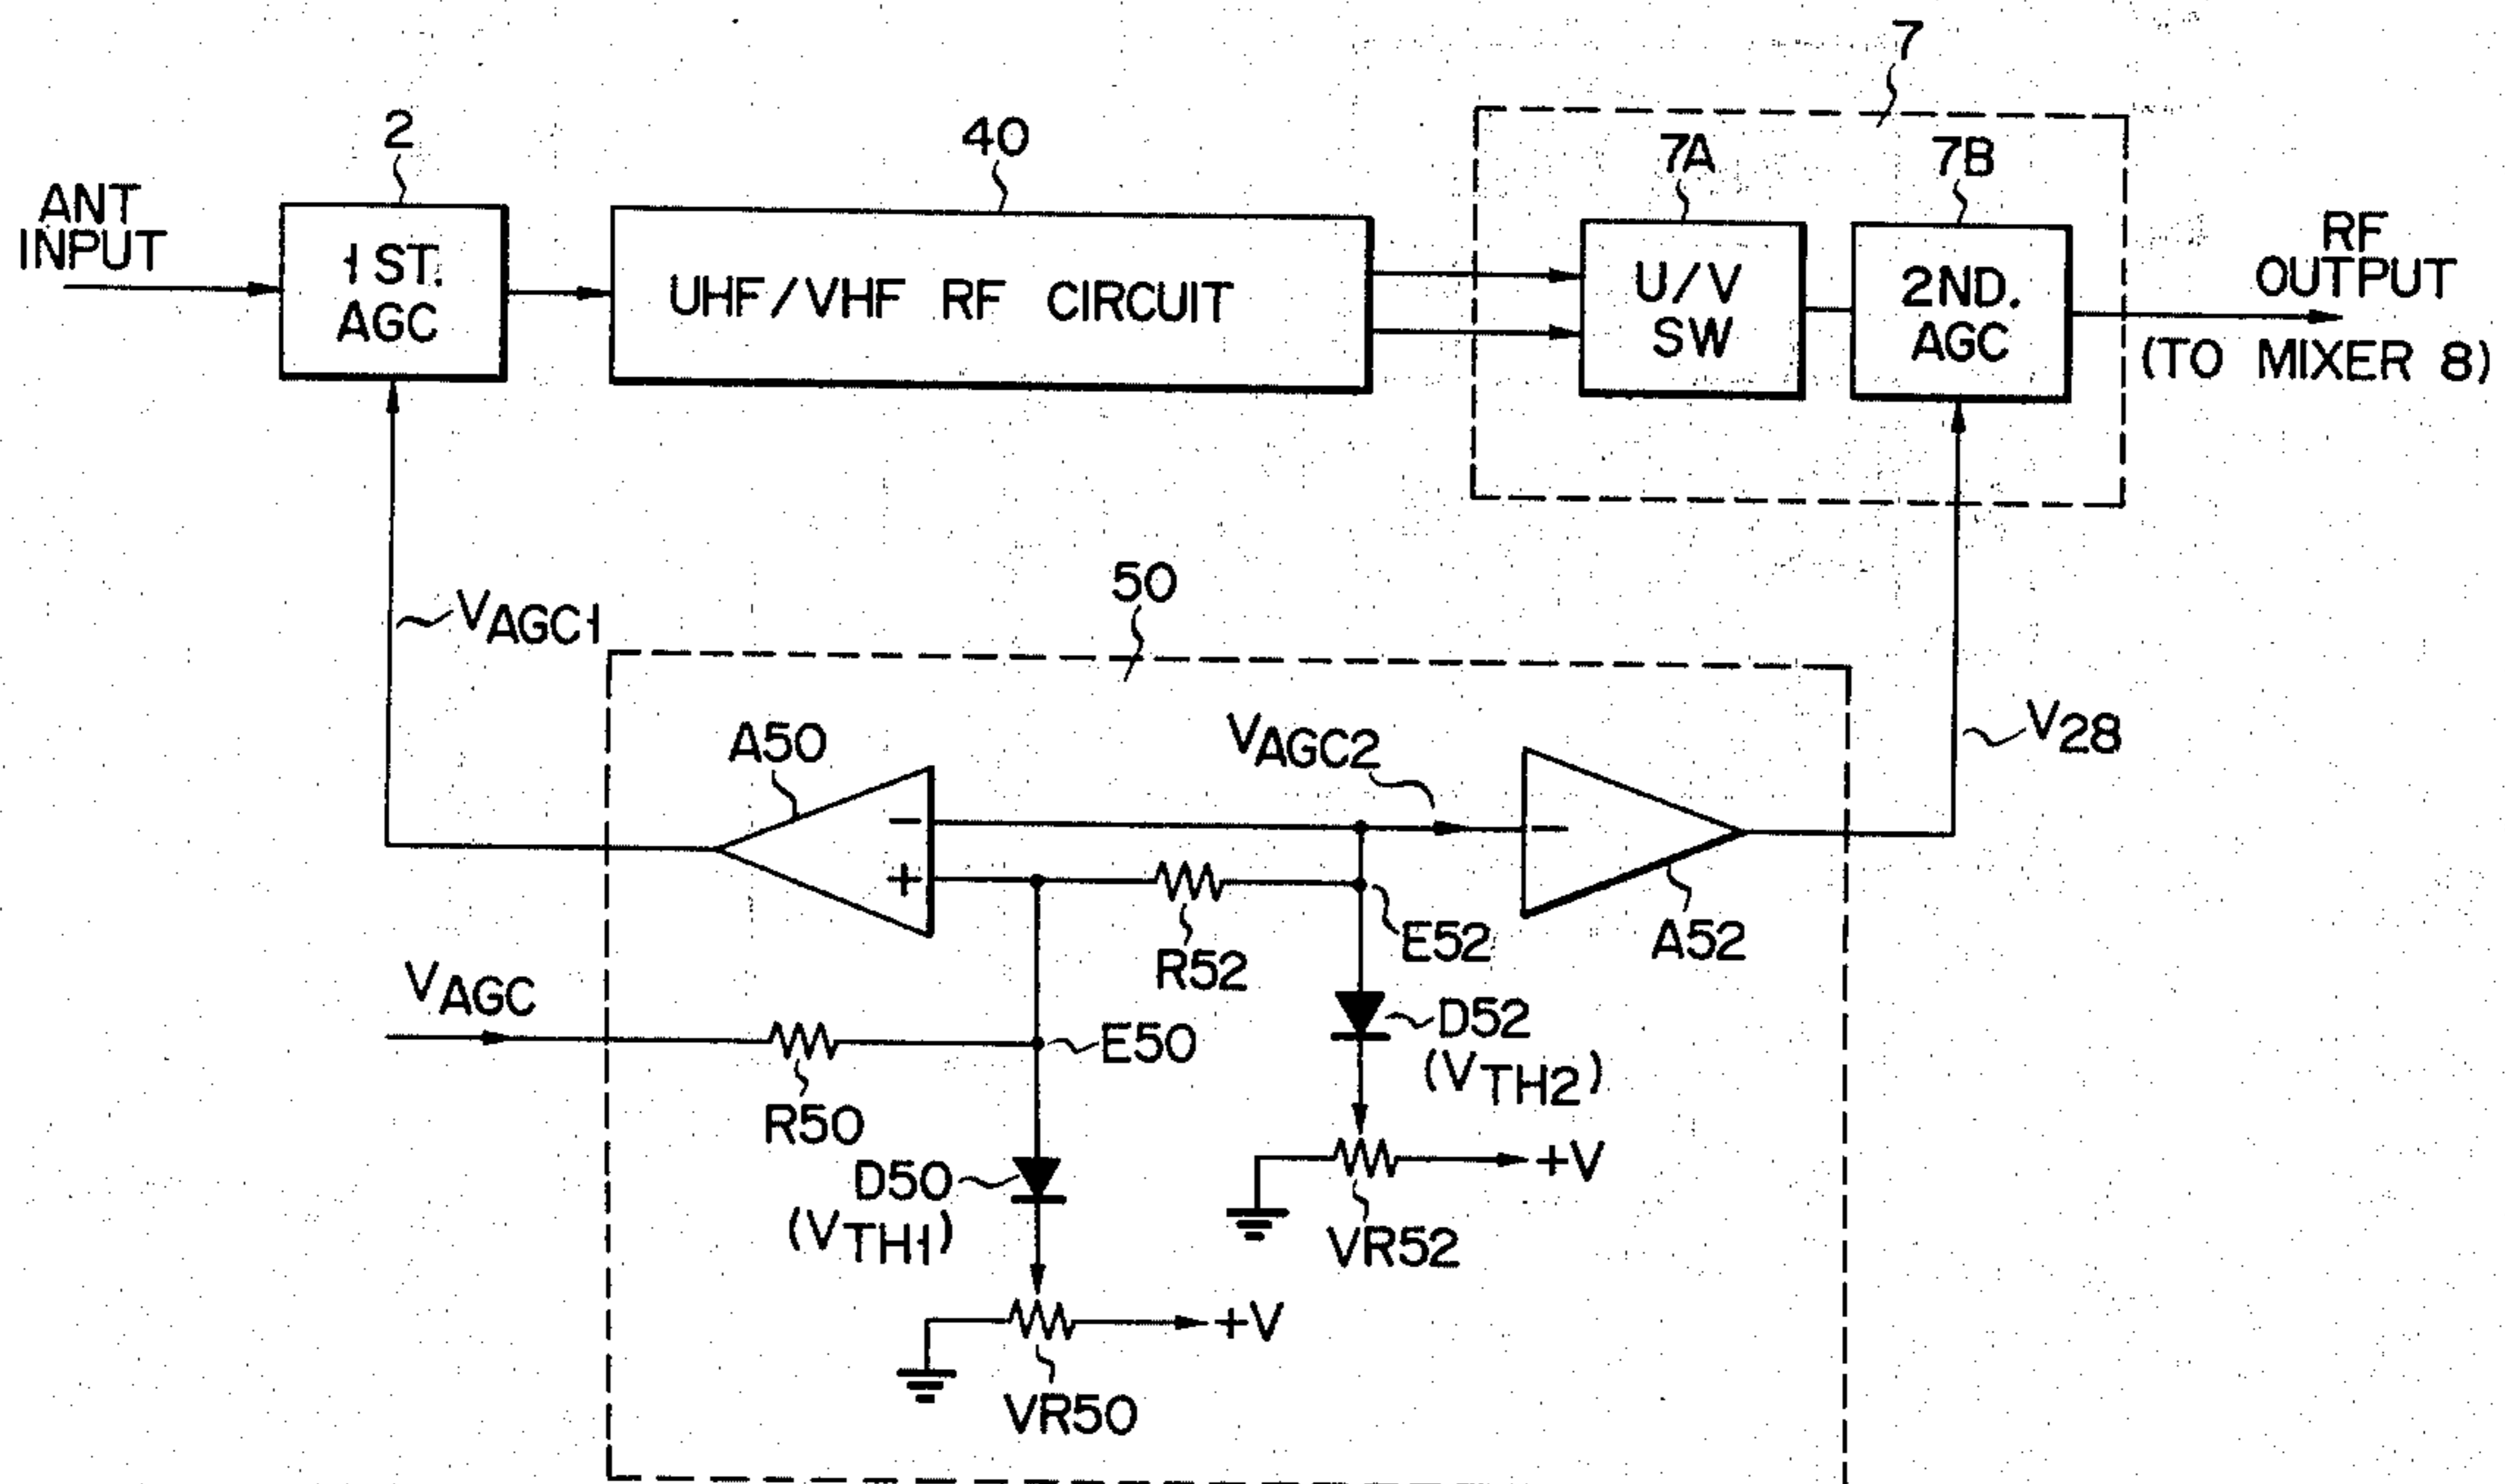 7
2
40
7A
7B
ANT
INPUT
1 ST.
AGC
UHF/VHF RF CIRCUIT
U/V
SW
2ND.
AGC
RF
OUTPUT
(TO MIXER 8)
50
VAGC1
A50
VAGC2
V28
−
+
−
R52
E52
A52
VAGC
R50
E50
D52
(VTH2)
D50
(VTH1)
+V
VR52
+V
VR50